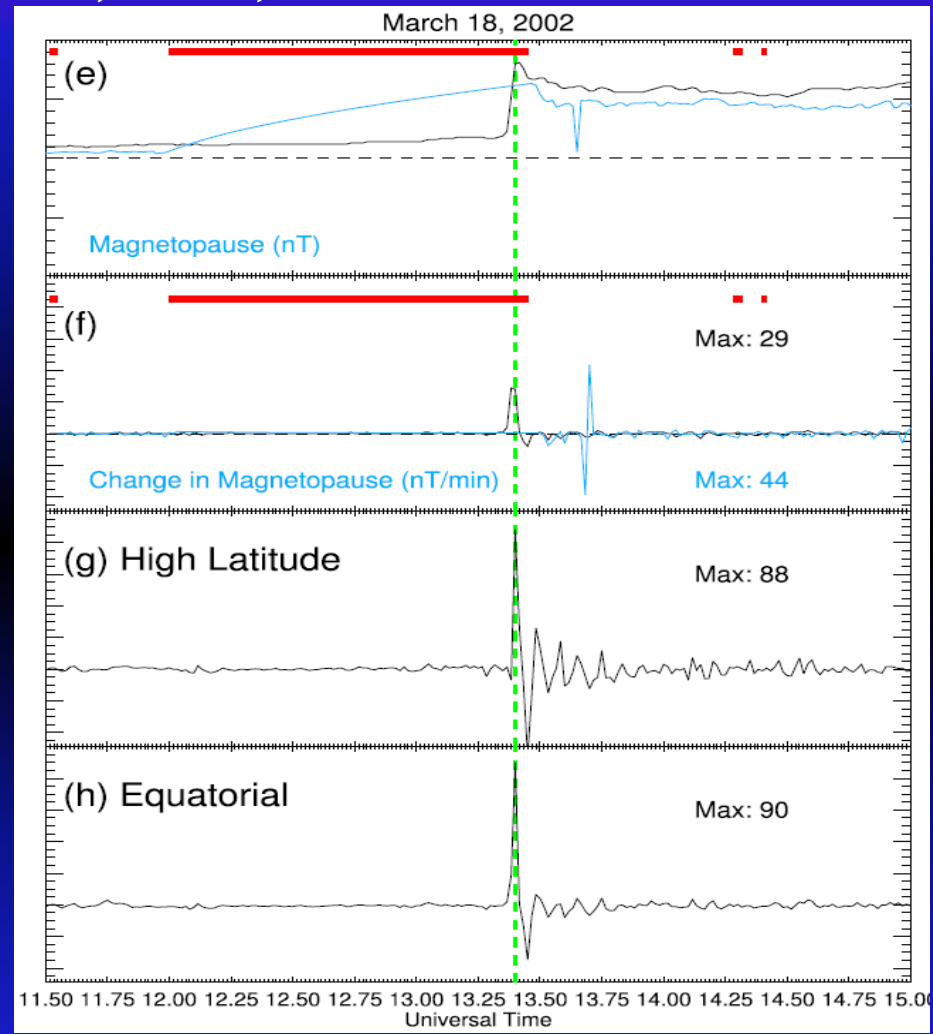 March 18, 2002
(e)
Magnetopause (nT)
(f)
Max: 29
Change in Magnetopause (nT/min)
Max: 44
(g) High Latitude
Max: 88
(h) Equatorial
Max: 90
11.50 11.75 12.00 12.25 12.50 12.75 13.00 13.25 13.50 13.75 14.00 14.25 14.50 14.75 15.00
Universal Time